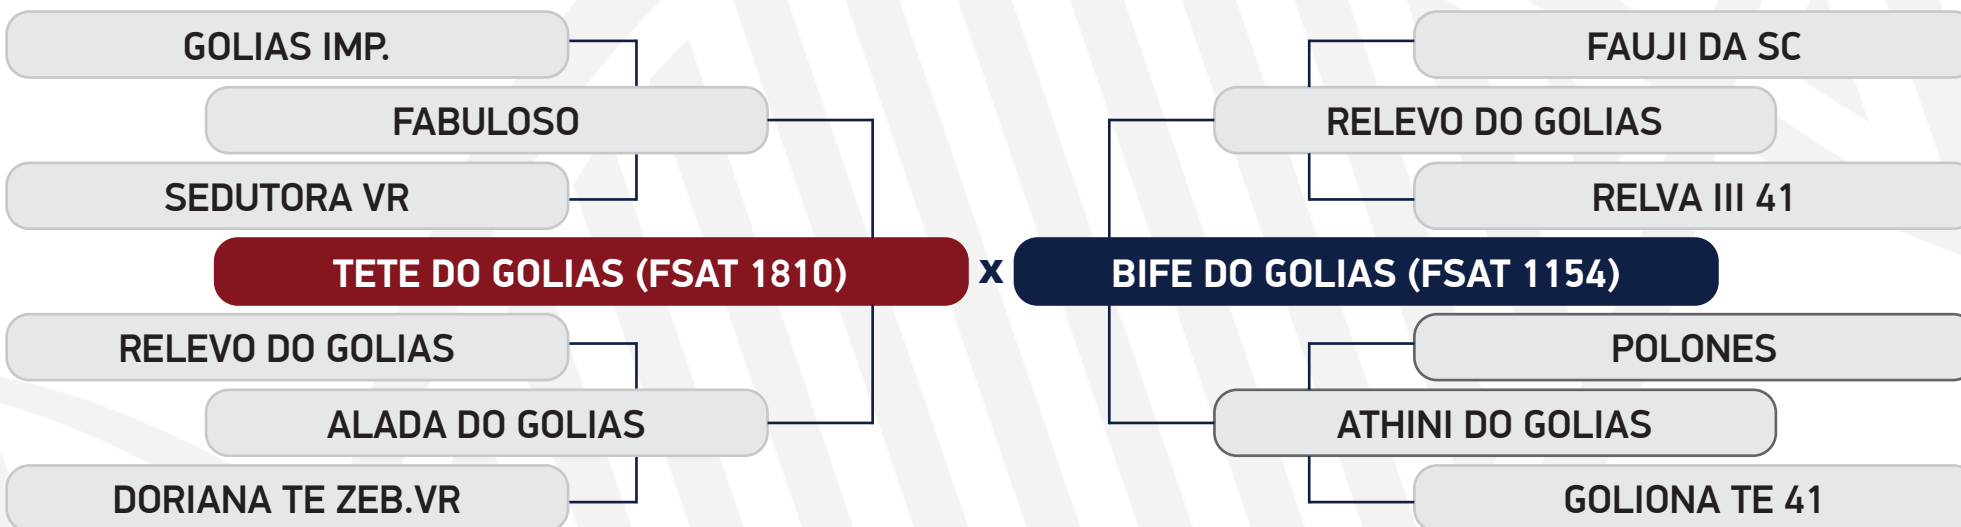 GOLIAS IMP.
FABULOSO
SEDUTORA VR
TETE DO GOLIAS (FSAT 1810)
RELEVO DO GOLIAS
ALADA DO GOLIAS
DORIANA TE ZEB.VR
x
FAUJI DA SC
RELEVO DO GOLIAS
RELVA III 41
BIFE DO GOLIAS (FSAT 1154)
POLONES
ATHINI DO GOLIAS
GOLIONA TE 41